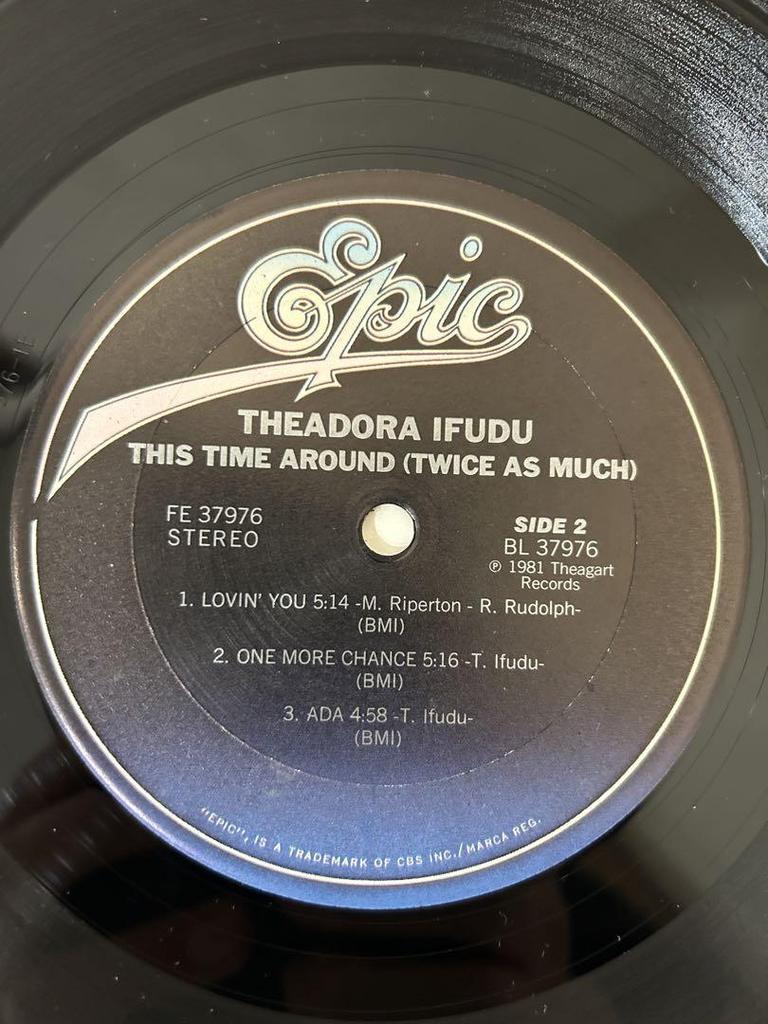 Epic
THEADORA IFUDU
THIS TIME AROUND (TWICE AS MUCH)
FE 37976
STEREO
SIDE 2
BL 37976
℗ 1981 Theagart
Records
1. LOVIN' YOU 5:14 -M. Riperton - R. Rudolph-
(BMI)
2. ONE MORE CHANCE 5:16 -T. Ifudu-
(BMI)
3. ADA 4:58 -T. Ifudu-
(BMI)
"EPIC", IS A TRADEMARK OF CBS INC./MARCA REG.